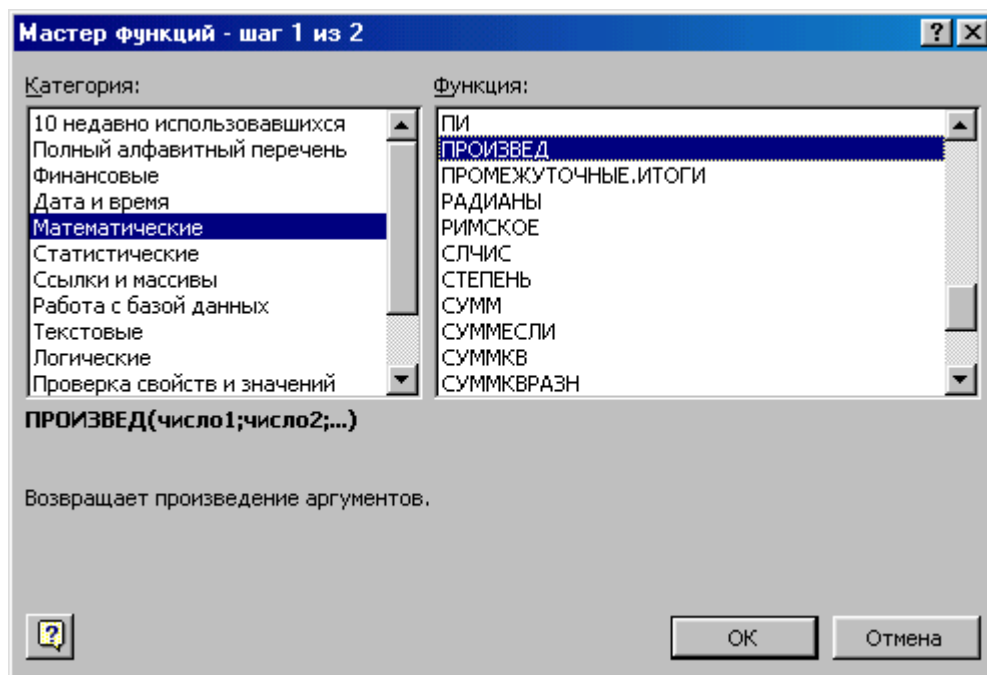 Мастер функций - шаг 1 из 2
Категория:
10 недавно использовавшихся
Полный алфавитный перечень
Финансовые
Дата и время
Математические
Статистические
Ссылки и массивы
Работа с базой данных
Текстовые
Логические
Проверка свойств и значений
Функция:
ПИ
ПРОИЗВЕД
ПРОМЕЖУТОЧНЫЕ.ИТОГИ
РАДИАНЫ
РИМСКОЕ
СЛЧИС
СТЕПЕНЬ
СУММ
СУММЕСЛИ
СУММКВ
СУММКВРАЗН
ПРОИЗВЕД(число1;число2;...)
Возвращает произведение аргументов.
ОК
Отмена